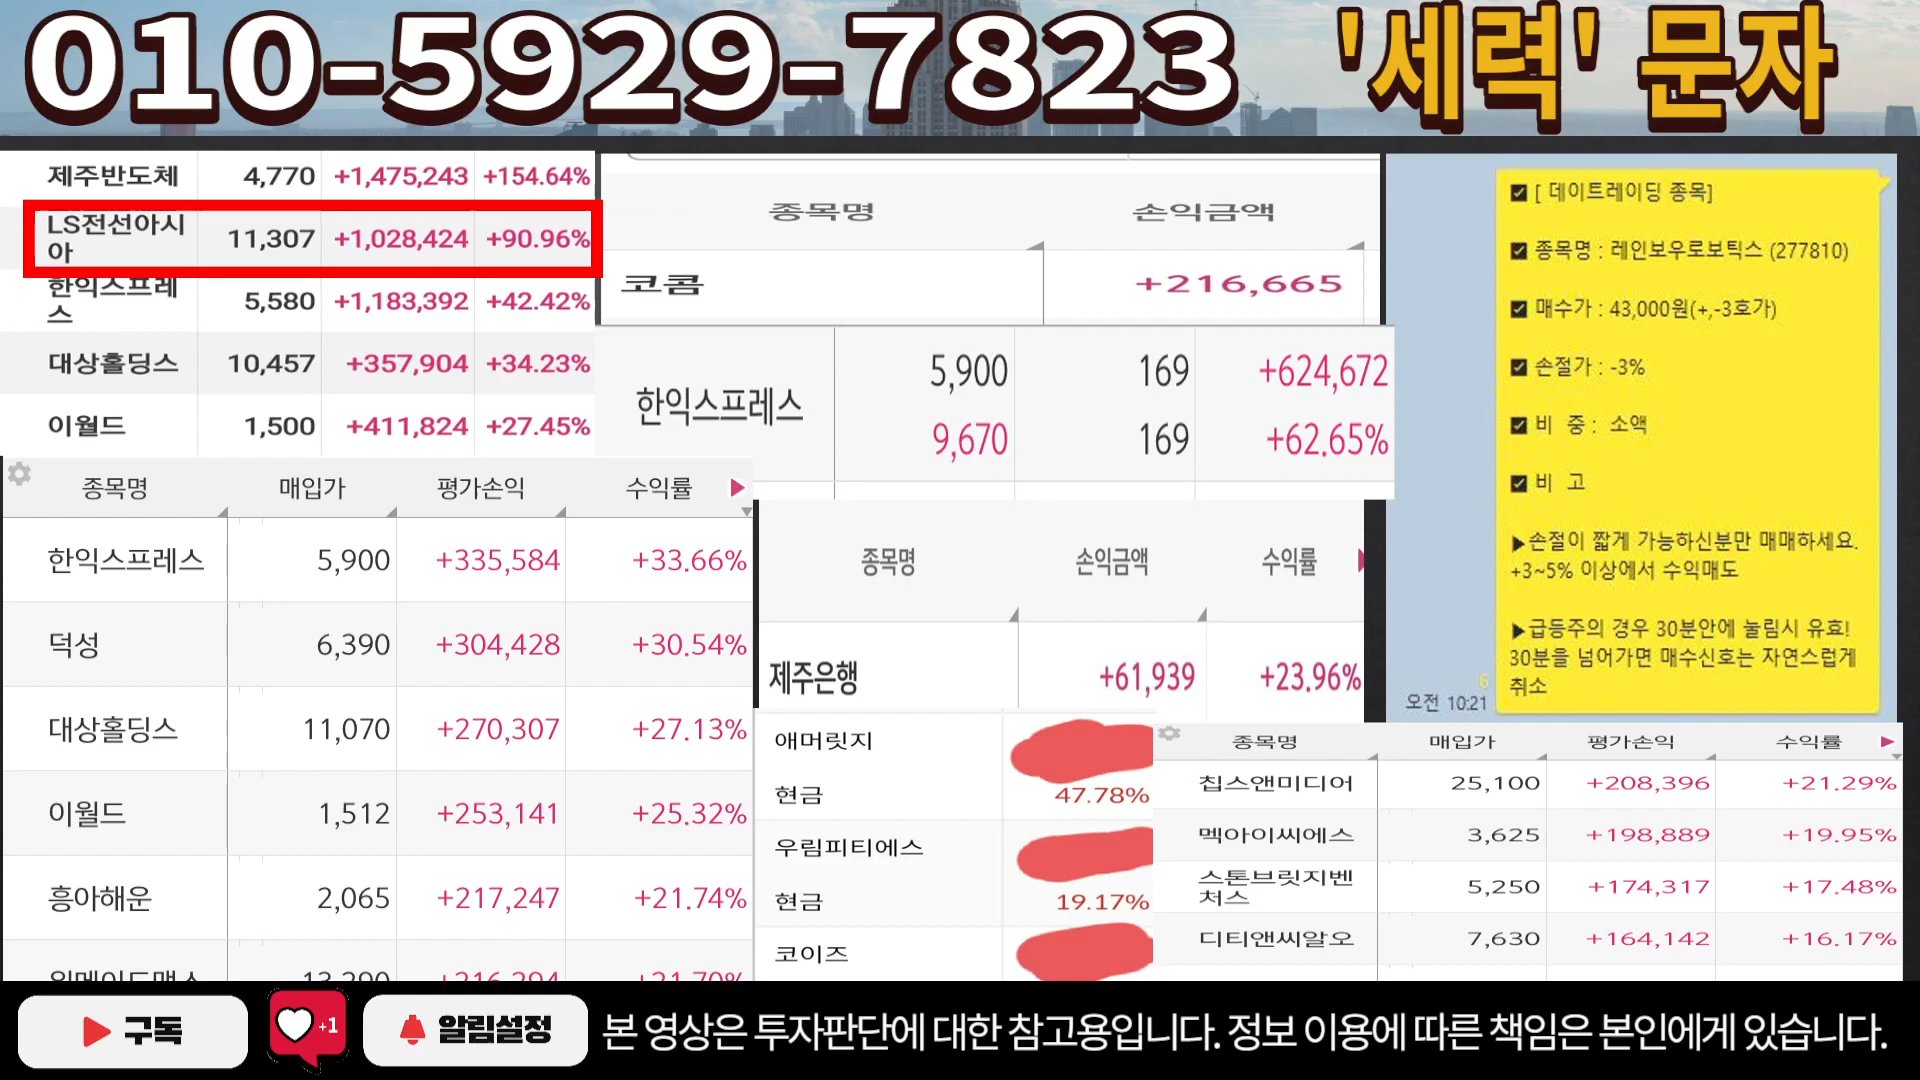 010-5929-7823 '세력' 문자
제주반도체 4,770 +1,475,243 +154.64%
LS전선아시아 11,307 +1,028,424 +90.96%
한익스프레스 5,580 +1,183,392 +42.42%
대상홀딩스 10,457 +357,904 +34.23%
이월드 1,500 +411,824 +27.45%
종목명 매입가 평가손익 수익률
한익스프레스 5,900 +335,584 +33.66%
덕성 6,390 +304,428 +30.54%
대상홀딩스 11,070 +270,307 +27.13%
이월드 1,512 +253,141 +25.32%
흥아해운 2,065 +217,247 +21.74%
종목명 손익금액
코콤 +216,665
한익스프레스 5,900 169 +624,672
9,670 169 +62.65%
종목명 손익금액 수익률
제주은행 +61,939 +23.96%
애머릿지
현금 47.78%
우림피티에스
현금 19.17%
코이즈
[ 데이트레이딩 종목]
종목명 : 레인보우로보틱스 (277810)
매수가 : 43,000원(+,-3호가)
손절가 : -3%
비 중 : 소액
비 고
▶손절이 짧게 가능하신분만 매매하세요.
+3~5% 이상에서 수익매도
▶급등주의 경우 30분안에 눌림시 유효!
30분을 넘어가면 매수신호는 자연스럽게
취소
6
오전 10:21
종목명 매입가 평가손익 수익률
칩스앤미디어 25,100 +208,396 +21.29%
멕아이씨에스 3,625 +198,889 +19.95%
스톤브릿지벤처스 5,250 +174,317 +17.48%
디티앤씨알오 7,630 +164,142 +16.17%
구독 +1 알림설정 본 영상은 투자판단에 대한 참고용입니다. 정보 이용에 따른 책임은 본인에게 있습니다.